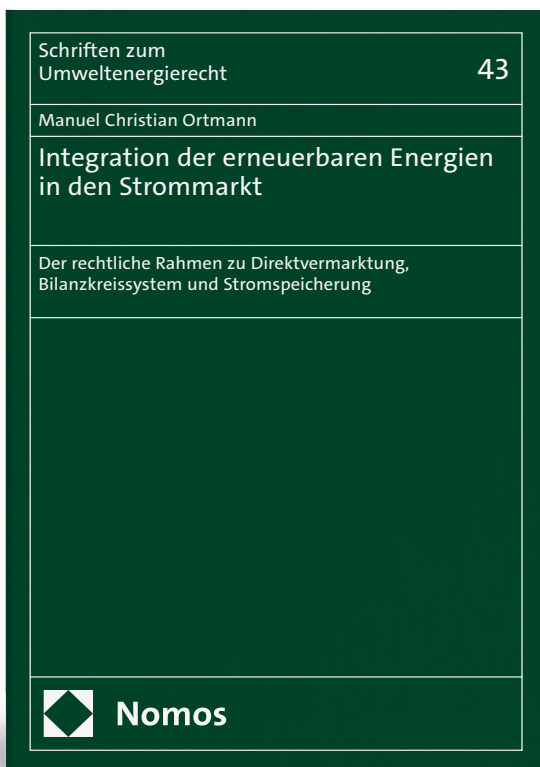 Schriften zum
Umweltenergierecht
43
Manuel Christian Ortmann
Integration der erneuerbaren Energien
in den Strommarkt
Der rechtliche Rahmen zu Direktvermarktung,
Bilanzkreissystem und Stromspeicherung
Nomos